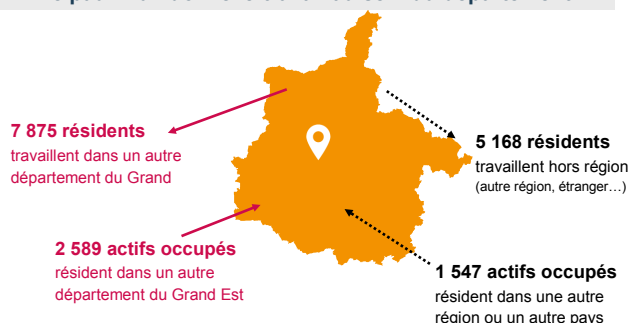 7 875 résidents
travaillent dans un autre
département du Grand
5 168 résidents
travaillent hors région
(autre région, étranger…)
2 589 actifs occupés
résident dans un autre
département du Grand Est
1 547 actifs occupés
résident dans une autre
région ou un autre pays